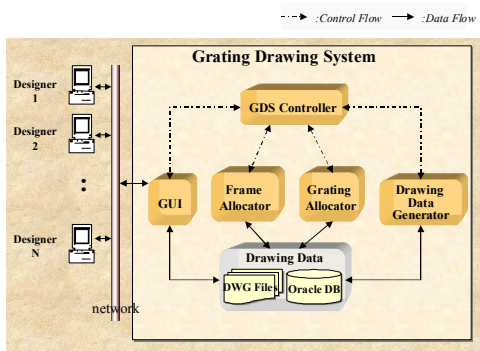 :Control Flow :Data Flow
Grating Drawing System
Designer
1
GDS Controller
Designer
2
:
GUI
Frame
Allocator
Grating
Allocator
Drawing
Data
Generator
Designer
N
Drawing Data
DWG Files
Oracle DB
network